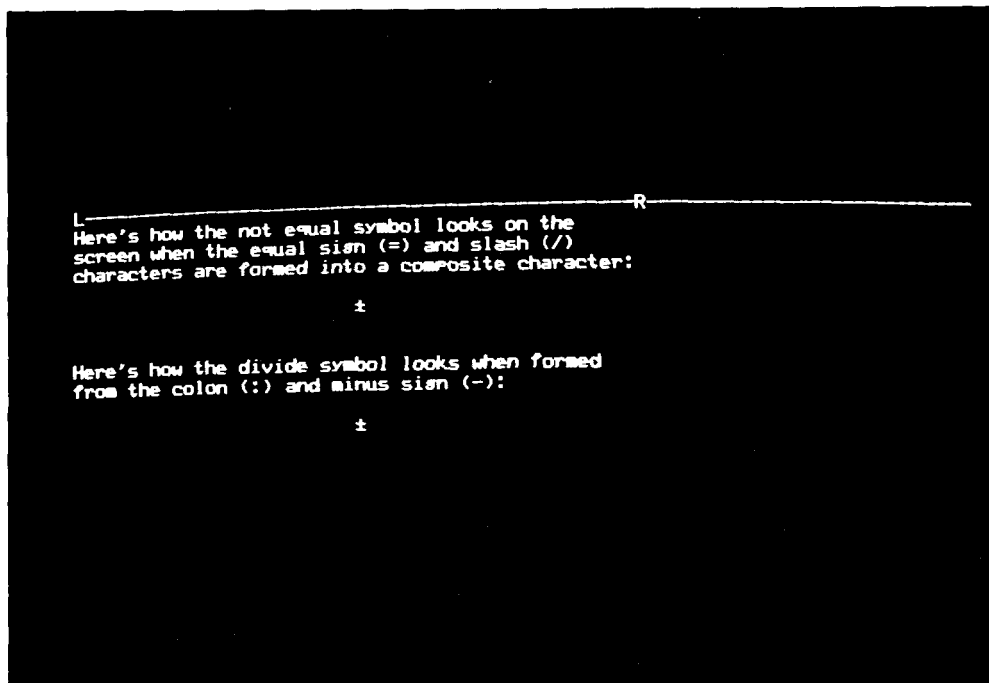 L R
Here's how the not equal symbol looks on the
screen when the equal sign (=) and slash (/)
characters are formed into a composite character:
±
Here's how the divide symbol looks when formed
from the colon (:) and minus sign (-):
±